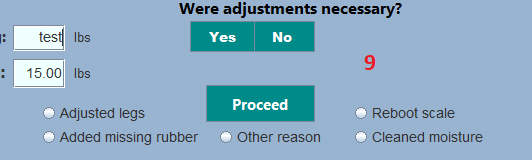 Were adjustments necessary?
: test lbs
Yes No
9
: 15.00 lbs
Proceed
Adjusted legs
Reboot scale
Added missing rubber
Other reason
Cleaned moisture